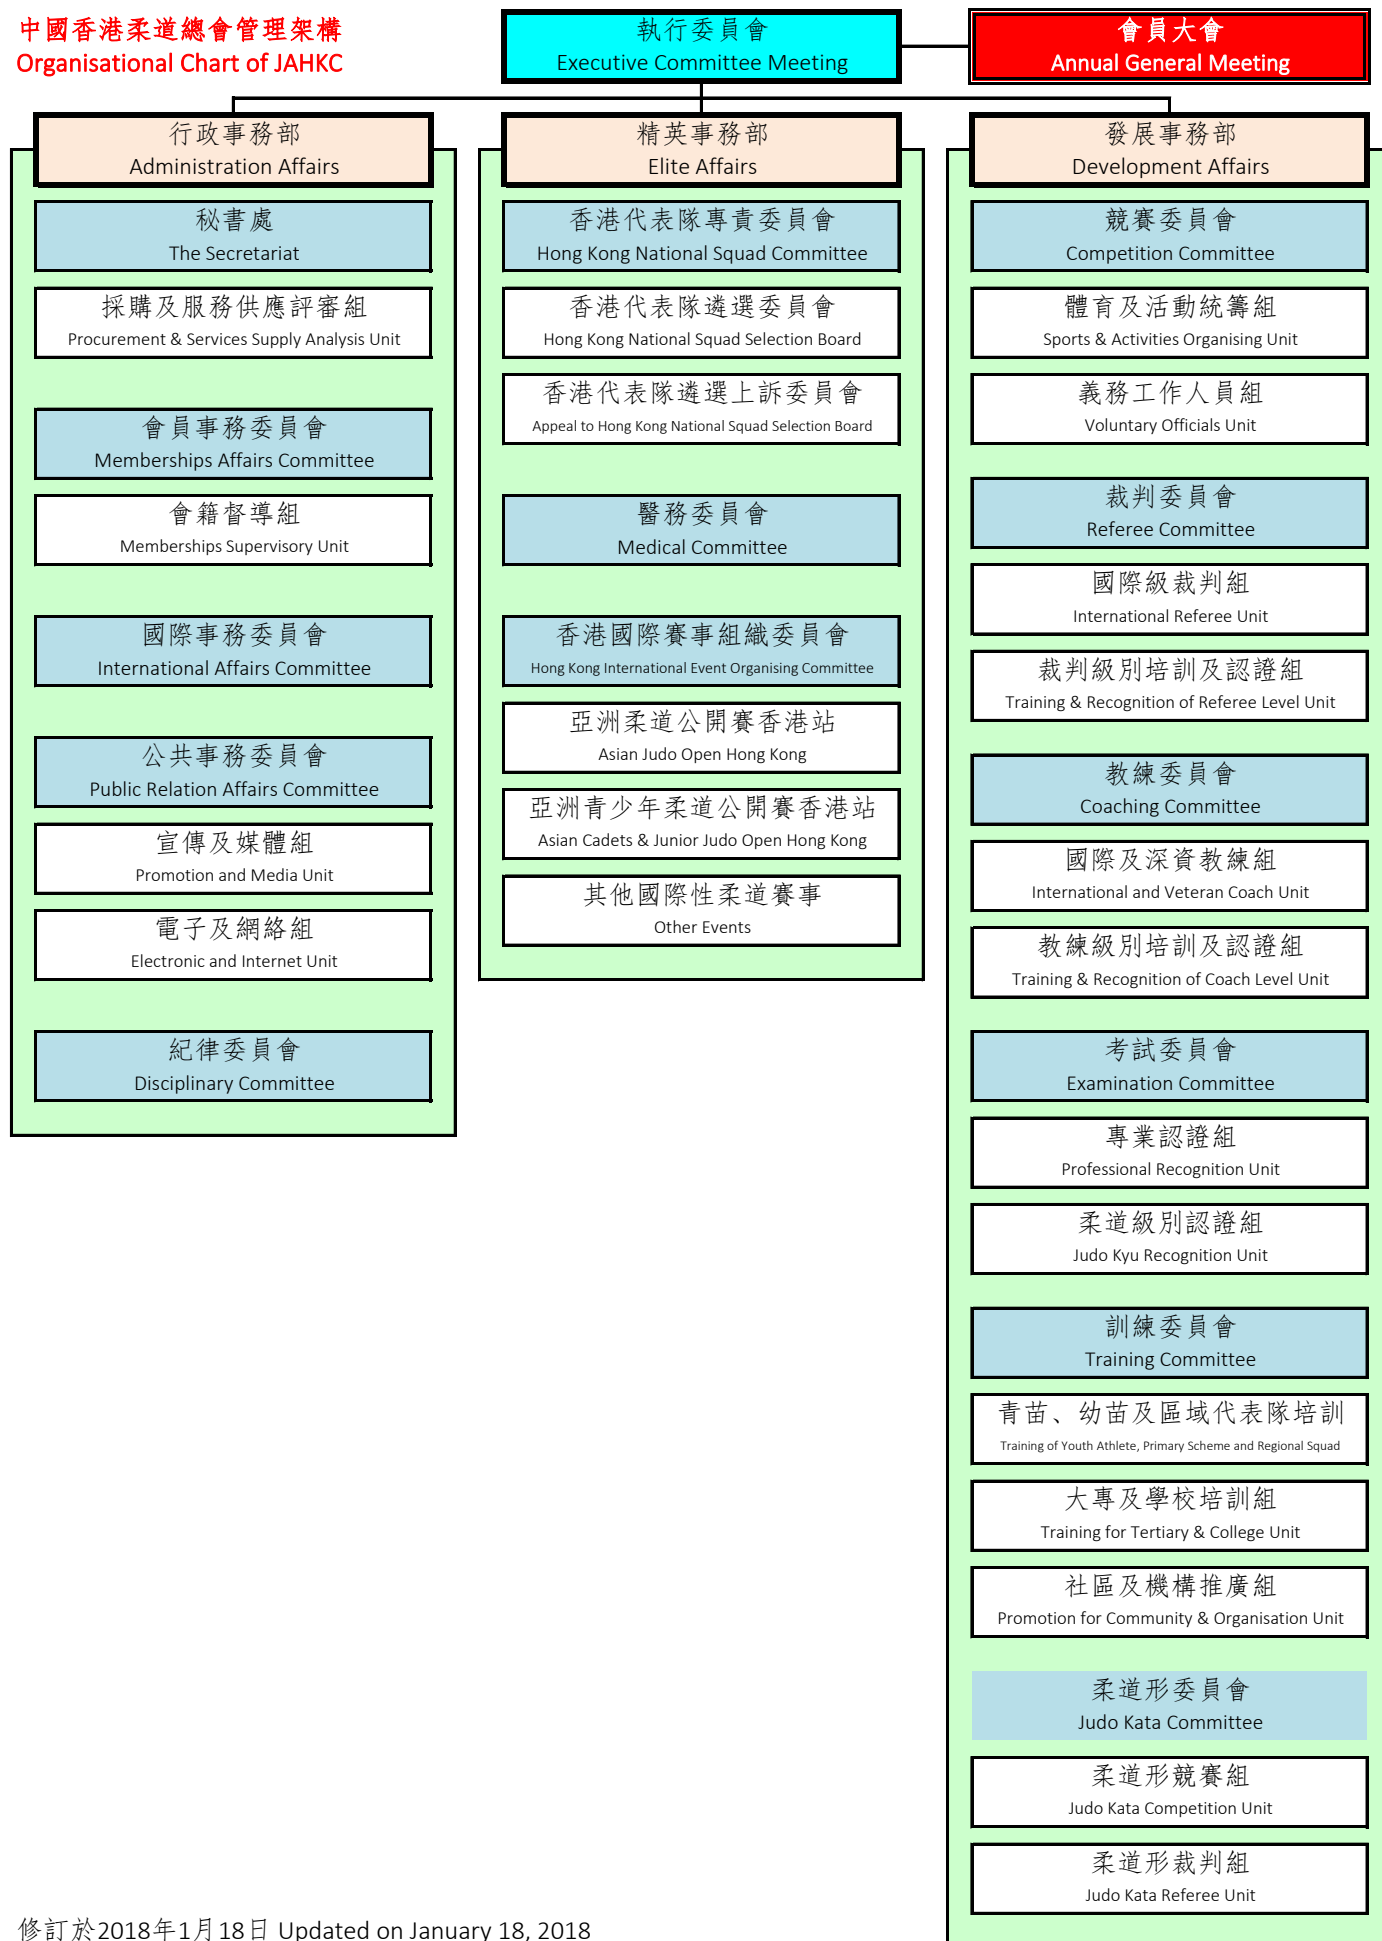 中國香港柔道總會管理架構
Organisational Chart of JAHKC
執行委員會
Executive Committee Meeting
會員大會
Annual General Meeting
行政事務部
Administration Affairs
秘書處
The Secretariat
採購及服務供應評審組
Procurement & Services Supply Analysis Unit
會員事務委員會
Memberships Affairs Committee
會籍督導組
Memberships Supervisory Unit
國際事務委員會
International Affairs Committee
公共事務委員會
Public Relation Affairs Committee
宣傳及媒體組
Promotion and Media Unit
電子及網絡組
Electronic and Internet Unit
紀律委員會
Disciplinary Committee
精英事務部
Elite Affairs
香港代表隊專責委員會
Hong Kong National Squad Committee
香港代表隊遴選委員會
Hong Kong National Squad Selection Board
香港代表隊遴選上訴委員會
Appeal to Hong Kong National Squad Selection Board
醫務委員會
Medical Committee
香港國際賽事組織委員會
Hong Kong International Event Organising Committee
亞洲柔道公開賽香港站
Asian Judo Open Hong Kong
亞洲青少年柔道公開賽香港站
Asian Cadets & Junior Judo Open Hong Kong
其他國際性柔道賽事
Other Events
發展事務部
Development Affairs
競賽委員會
Competition Committee
體育及活動統籌組
Sports & Activities Organising Unit
義務工作人員組
Voluntary Officials Unit
裁判委員會
Referee Committee
國際級裁判組
International Referee Unit
裁判級別培訓及認證組
Training & Recognition of Referee Level Unit
教練委員會
Coaching Committee
國際及深資教練組
International and Veteran Coach Unit
教練級別培訓及認證組
Training & Recognition of Coach Level Unit
考試委員會
Examination Committee
專業認證組
Professional Recognition Unit
柔道級別認證組
Judo Kyu Recognition Unit
訓練委員會
Training Committee
青苗、幼苗及區域代表隊培訓
Training of Youth Athlete, Primary Scheme and Regional Squad
大專及學校培訓組
Training for Tertiary & College Unit
社區及機構推廣組
Promotion for Community & Organisation Unit
柔道形委員會
Judo Kata Committee
柔道形競賽組
Judo Kata Competition Unit
柔道形裁判組
Judo Kata Referee Unit
修訂於2018年1月18日 Updated on January 18, 2018